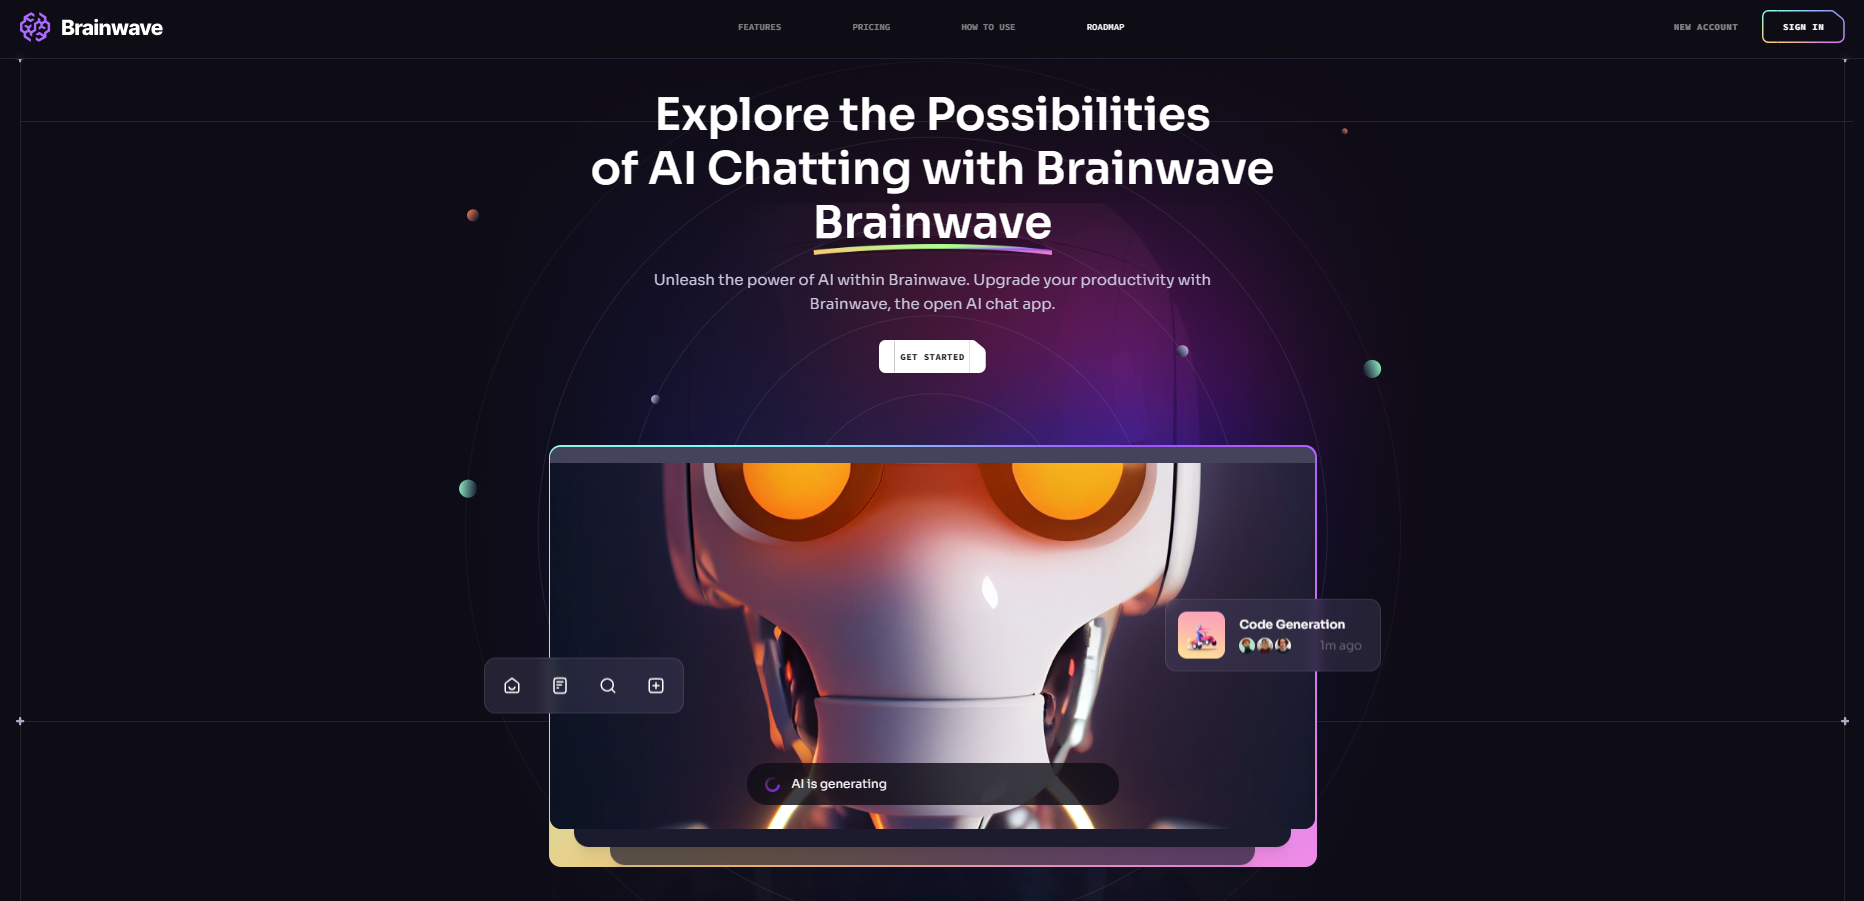 Brainwave
FEATURES
PRICING
HOW TO USE
ROADMAP
NEW ACCOUNT
SIGN IN
Explore the Possibilities
of AI Chatting with Brainwave
Brainwave
Unleash the power of AI within Brainwave. Upgrade your productivity with
Brainwave, the open AI chat app.
GET STARTED
Code Generation
1m ago
AI is generating